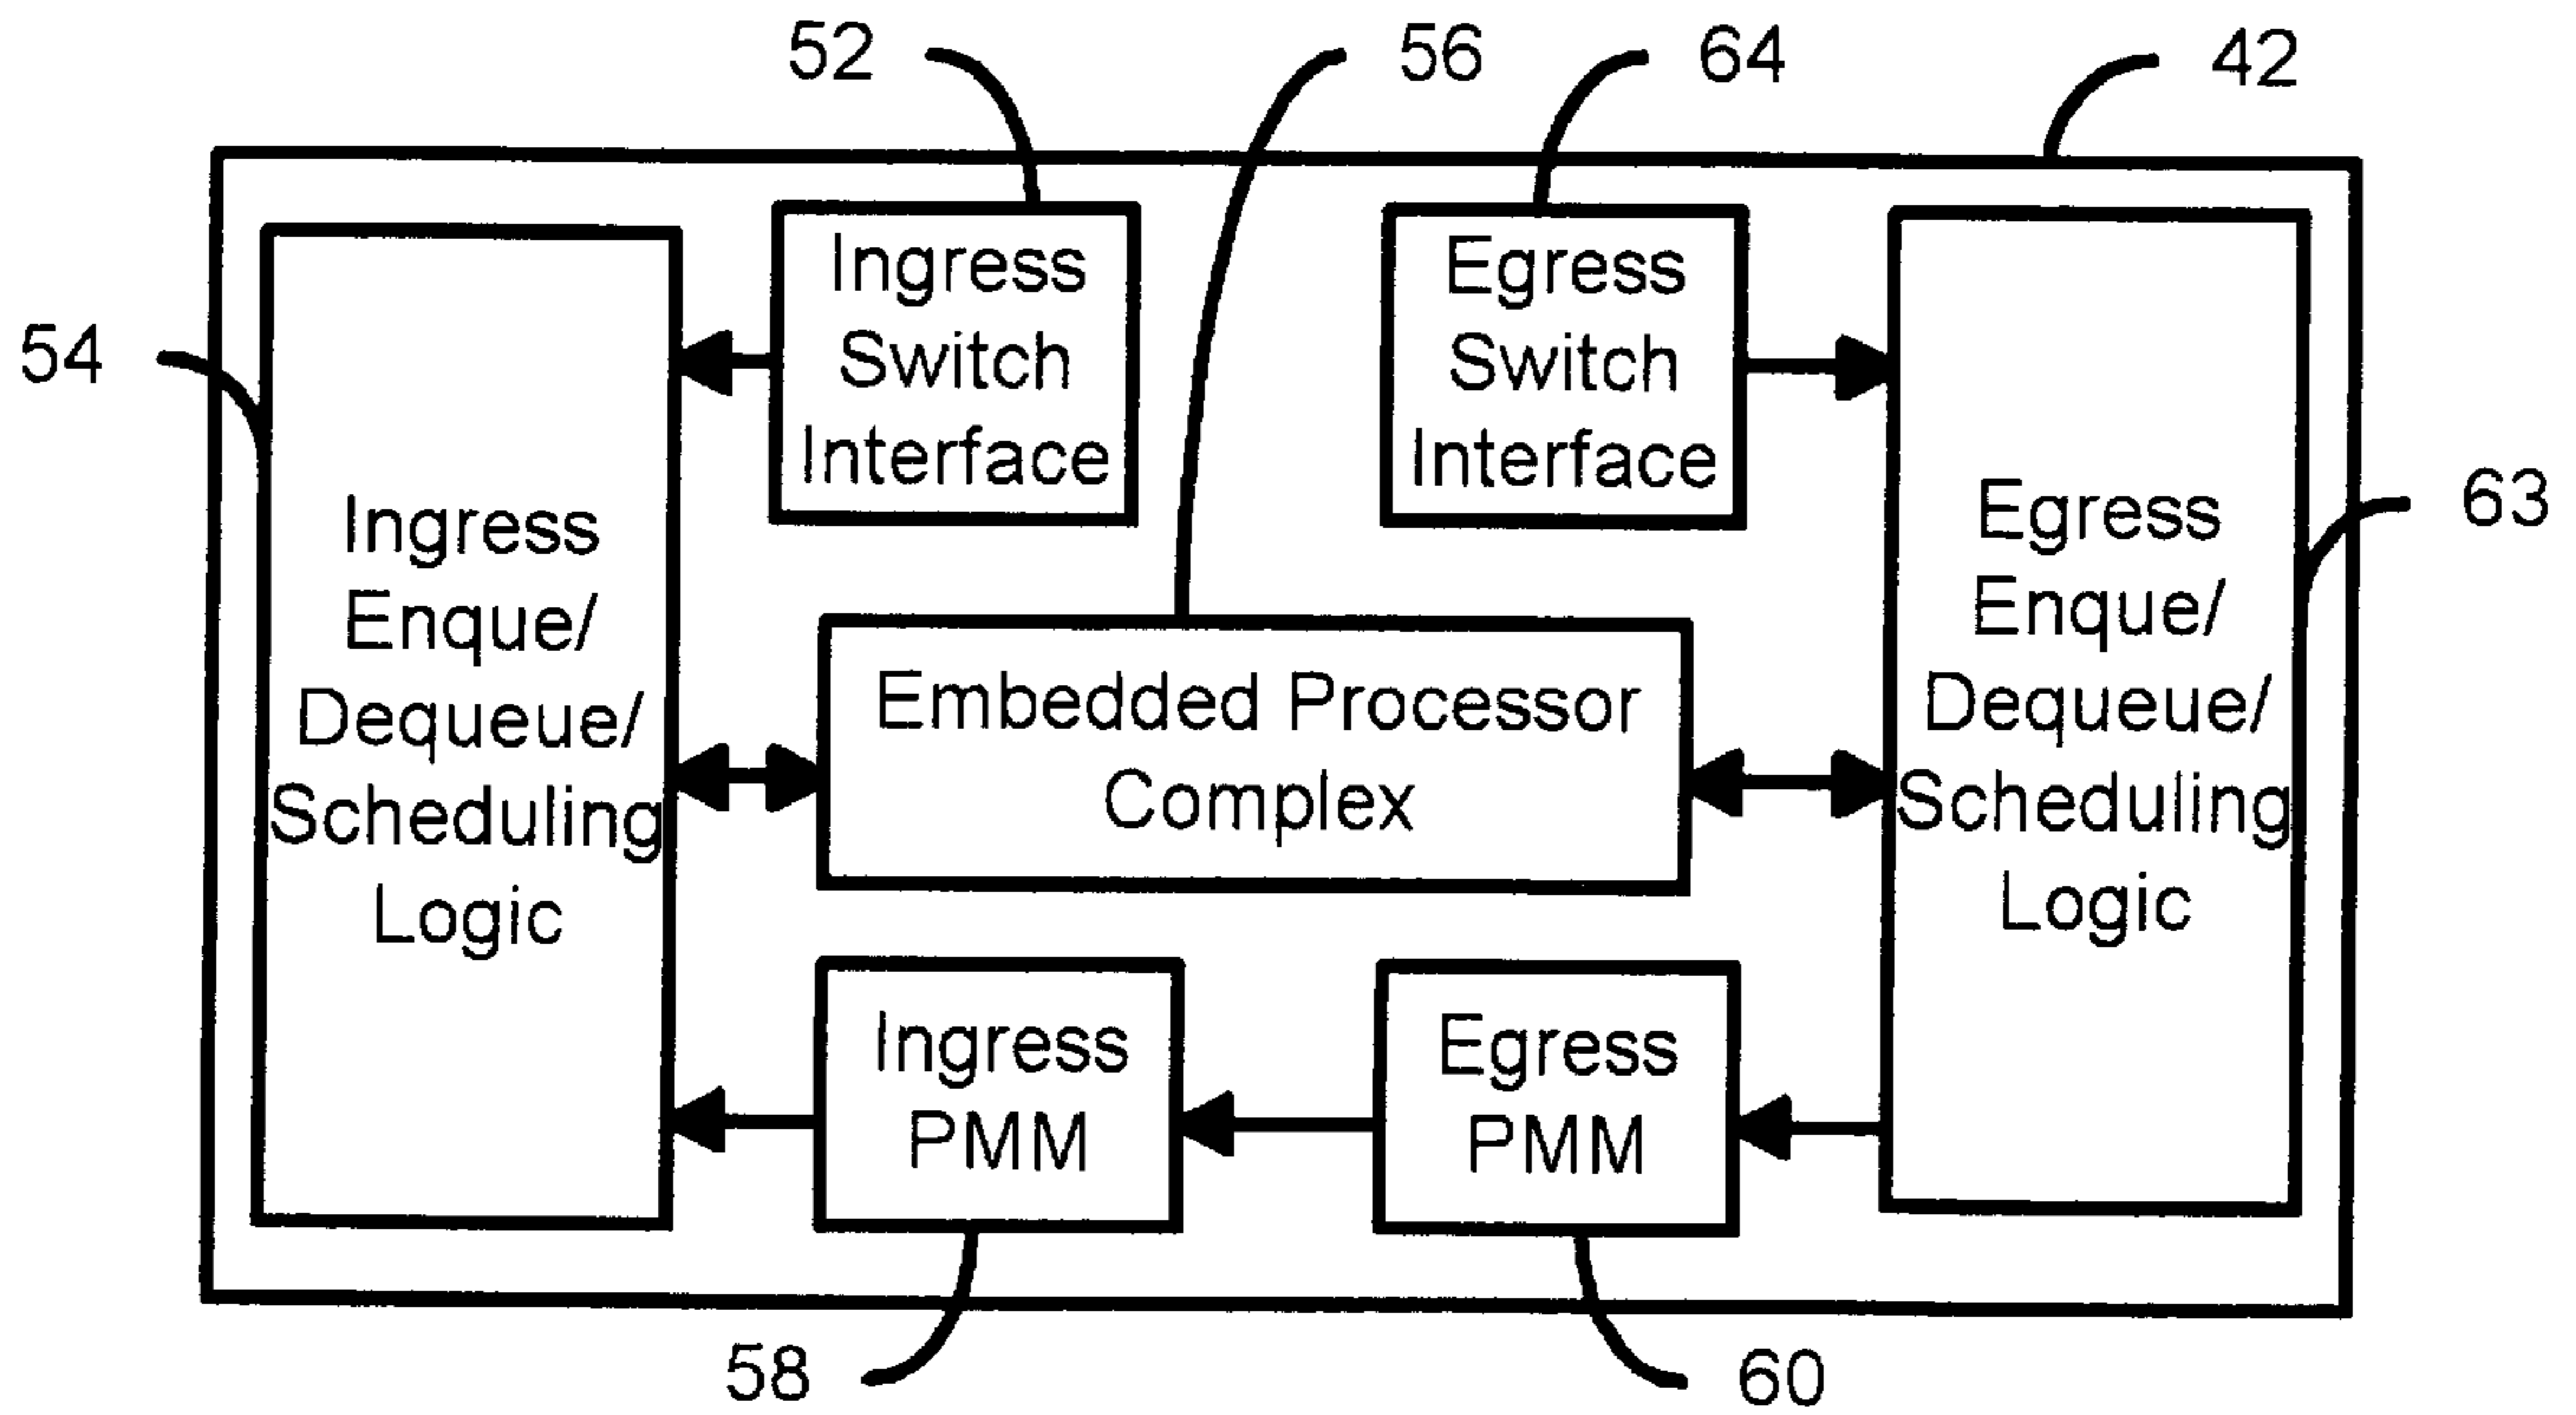 52
56
64
42
54
63
Ingress
Switch
Interface
Egress
Switch
Interface
Ingress
Enque/
Dequeue/
Scheduling
Logic
Embedded Processor
Complex
Egress
Enque/
Dequeue/
Scheduling
Logic
Ingress
PMM
Egress
PMM
58
60